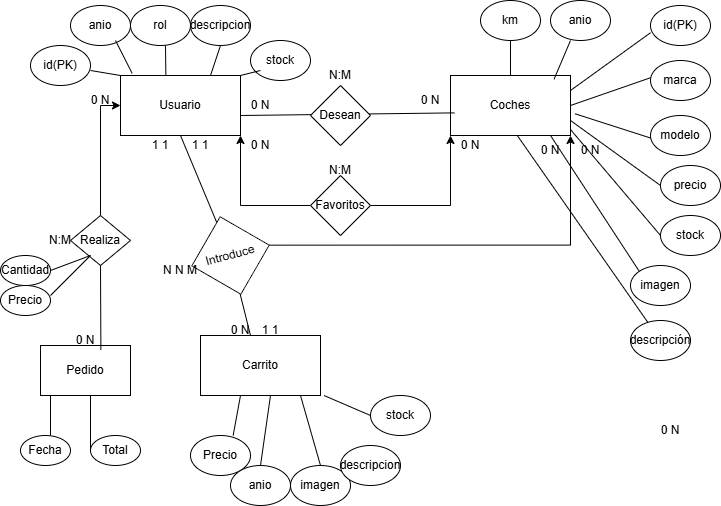 anio
rol
descripcion
id(PK)
stock
km
anio
id(PK)
marca
modelo
precio
stock
imagen
descripción
N:M
0 N
Usuario
0 N
Desean
0 N
Coches
1 1
1 1
0 N
0 N
0 N
0 N
N:M
Favoritos
N:M
Realiza
Introduce
N N M
Cantidad
Precio
0 N
0 N
1 1
Pedido
Carrito
stock
Fecha
Total
Precio
descripcion
anio
imagen
0 N